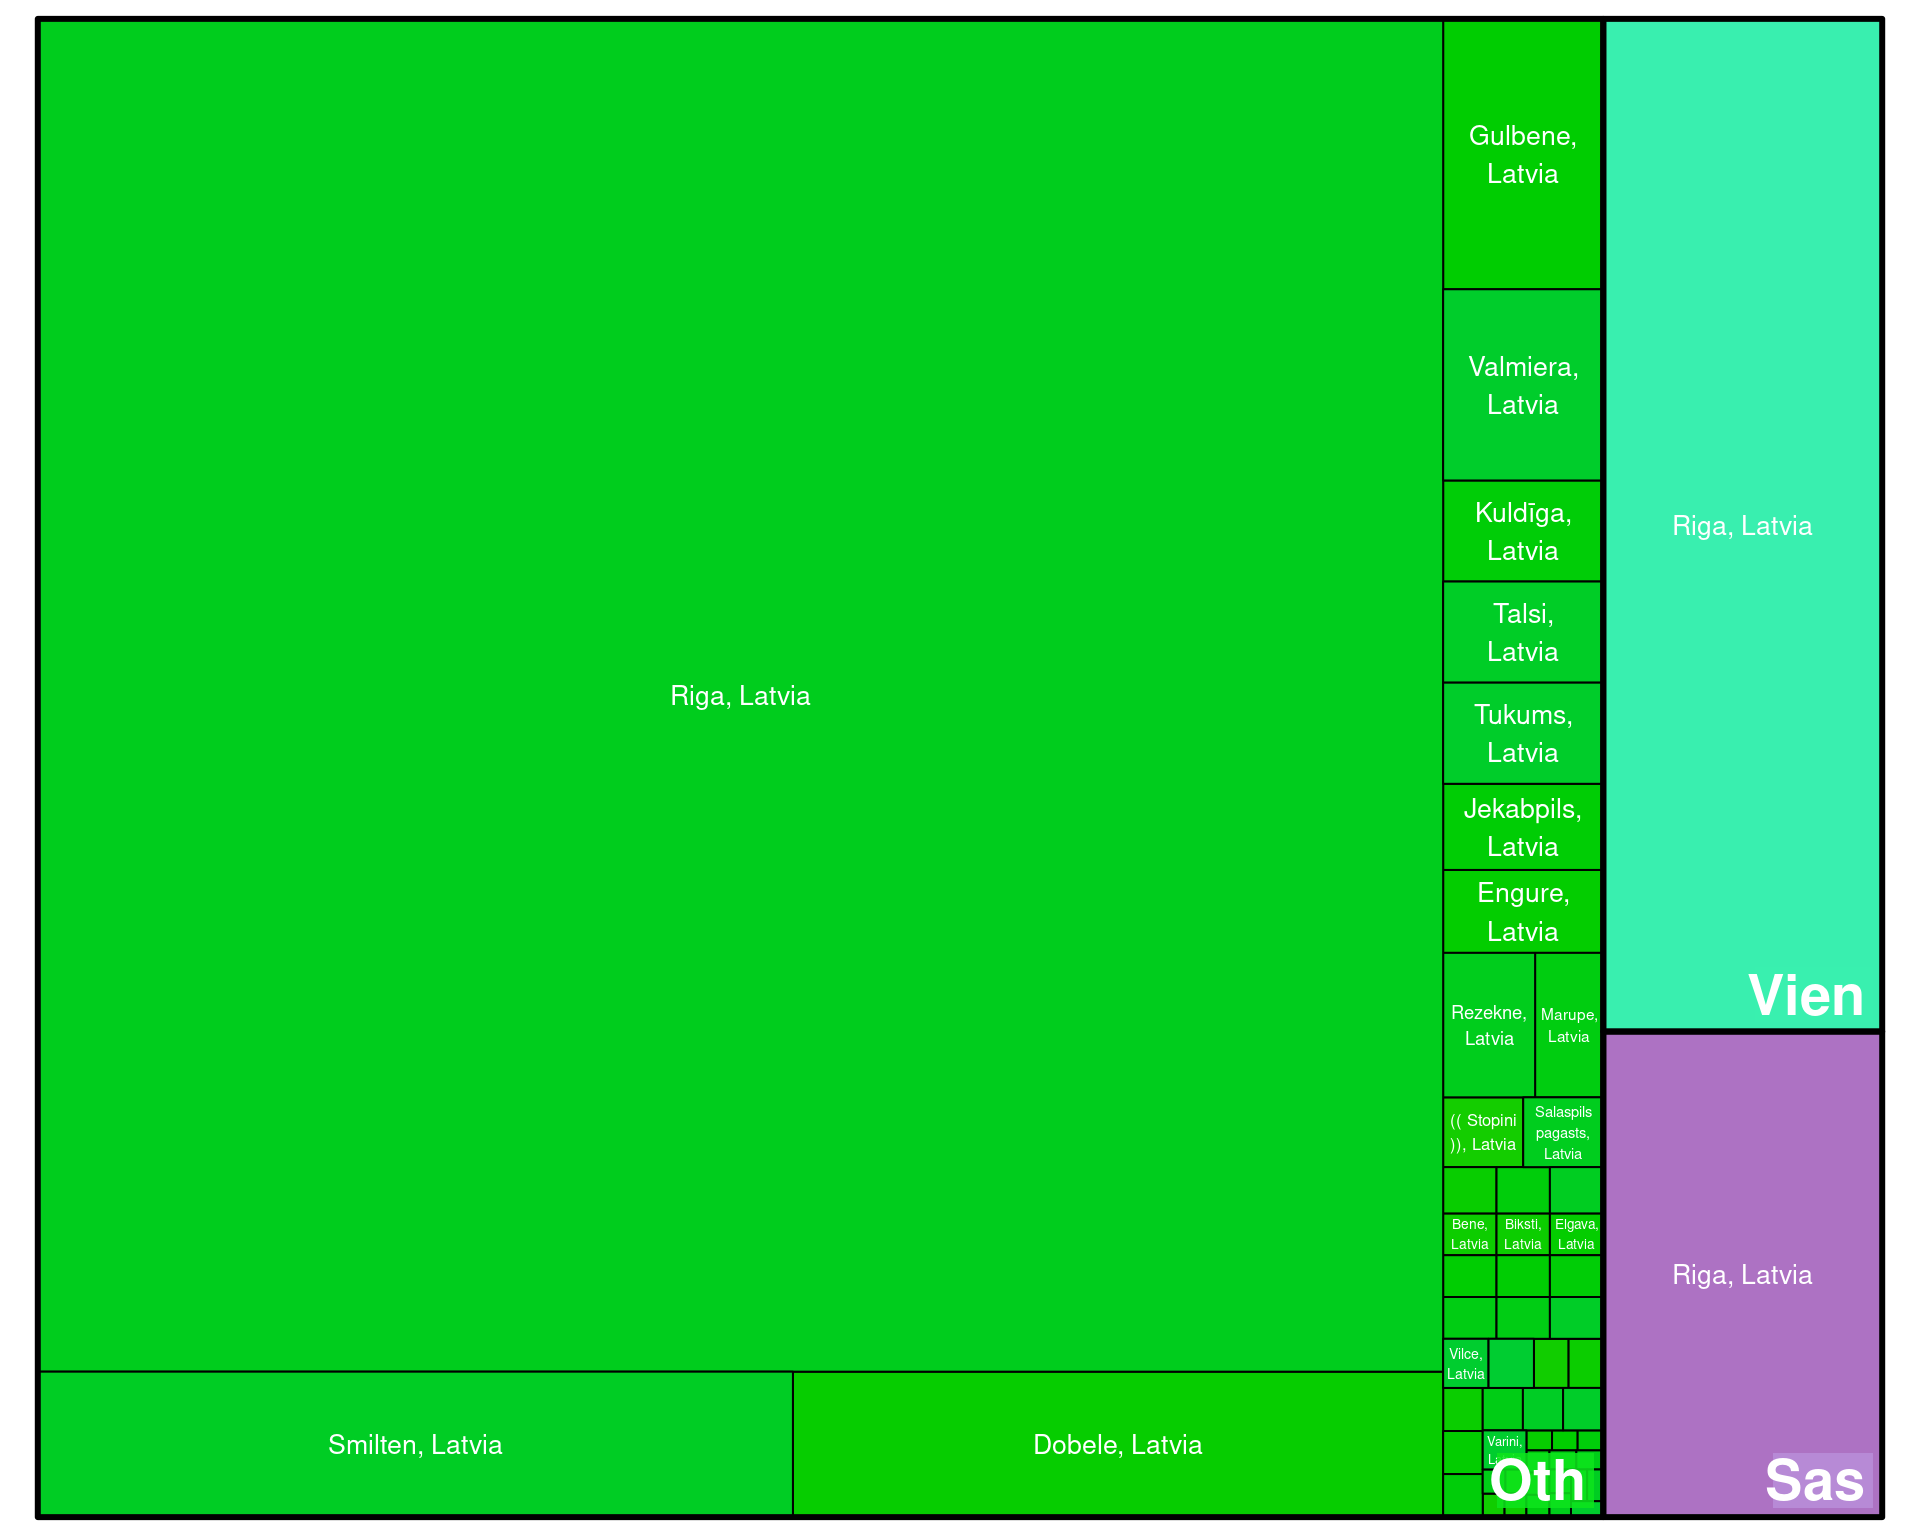 Riga, Latvia
Smilten, Latvia
Dobele, Latvia
Gulbene,
Latvia
Valmiera,
Latvia
Kuldīga,
Latvia
Talsi,
Latvia
Tukums,
Latvia
Jekabpils,
Latvia
Engure,
Latvia
Rezekne,
Latvia
Marupe,
Latvia
(( Stopini
)), Latvia
Salaspils
pagasts,
Latvia
Bene,
Latvia
Biksti,
Latvia
Elgava,
Latvia
Vilce,
Latvia
Varini,
Oth
Riga, Latvia
Vien
Riga, Latvia
Sas